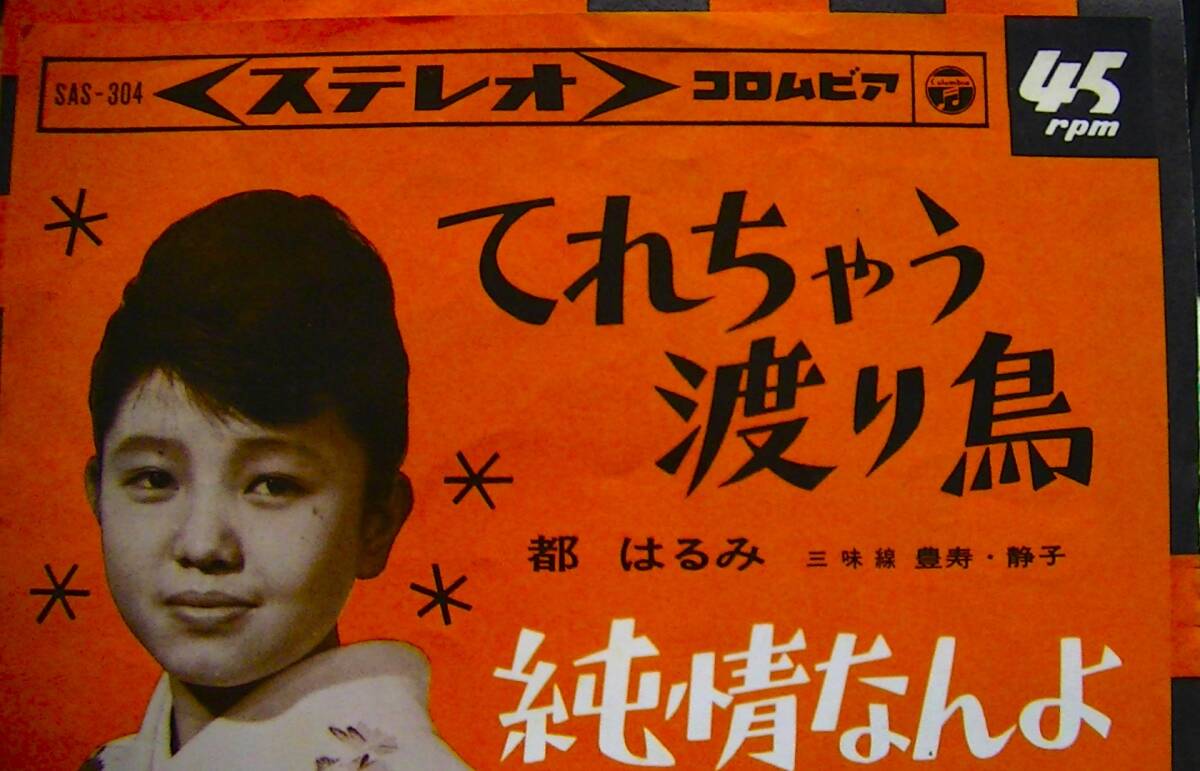 SAS-304 ステレオ コロムビア Columbia
45
rpm
てれちゃう
渡り鳥
都 はるみ 三味線 豊寿・静子
純情なんよ